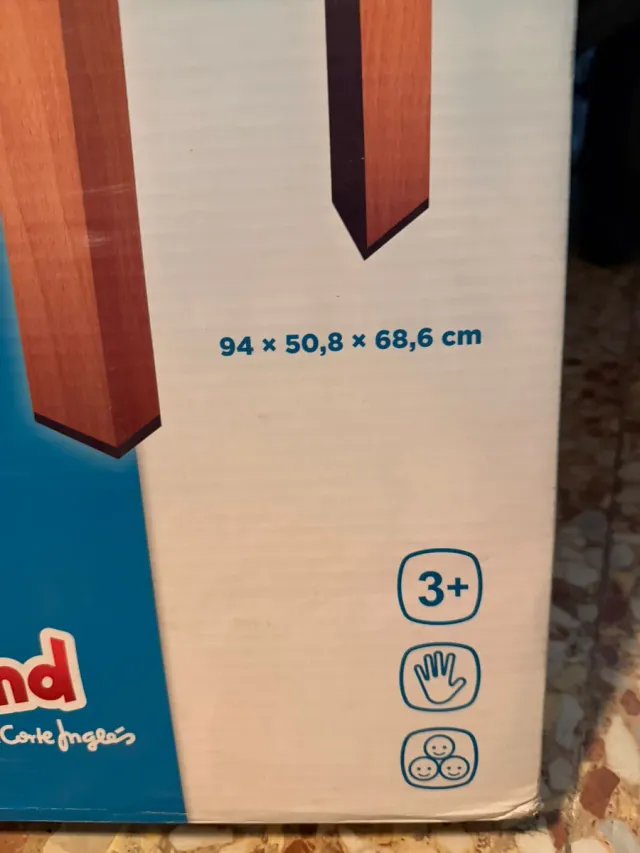 94 × 50,8 × 68,6 cm
3+
nd
Corte Inglés